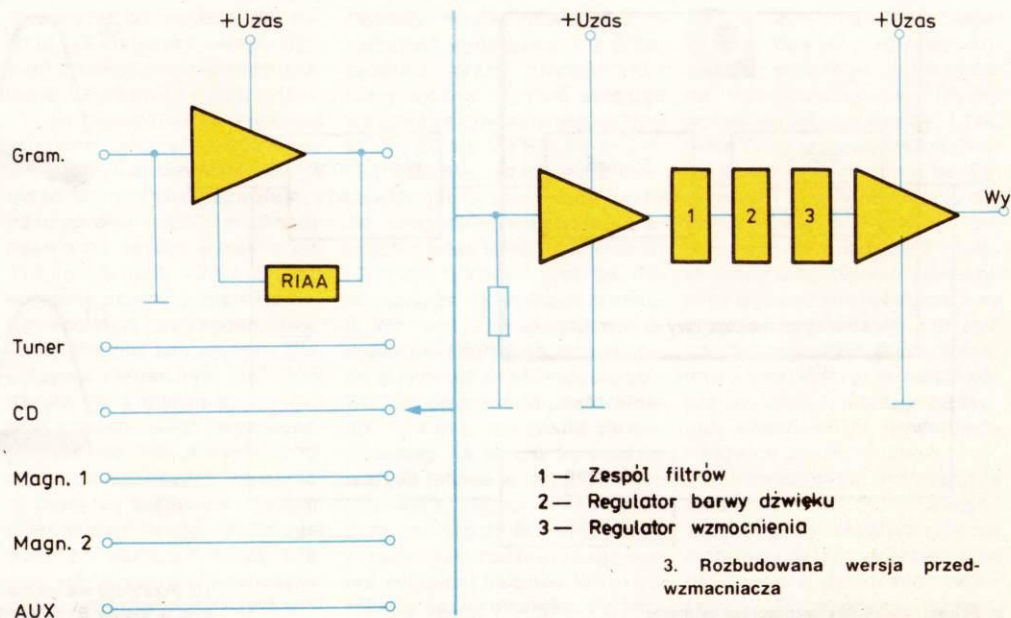 +Uzas
+Uzas
+Uzas
Gram.
RIAA
1
2
3
Wy
Tuner
CD
Magn. 1
Magn. 2
AUX
1 — Zespół filtrów
2 — Regulator barwy dźwięku
3 — Regulator wzmocnienia
3. Rozbudowana wersja przed-
wzmacniacza